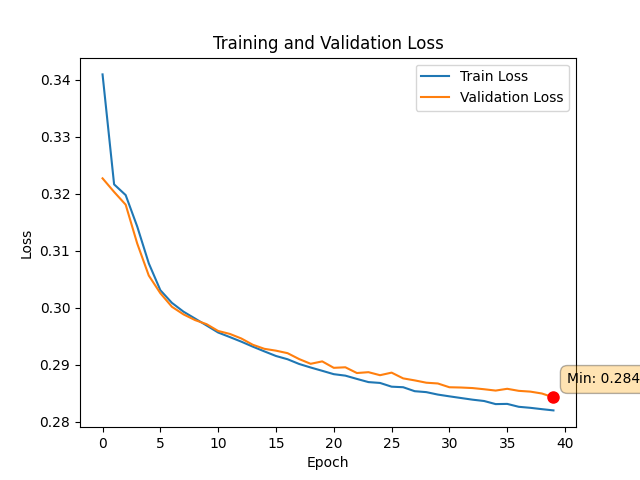 Training and Validation Loss
Train Loss
Validation Loss
0.34
0.33
0.32
0.31
0.30
0.29
0.28
Loss
Min: 0.284
0 5 10 15 20 25 30 35 40
Epoch